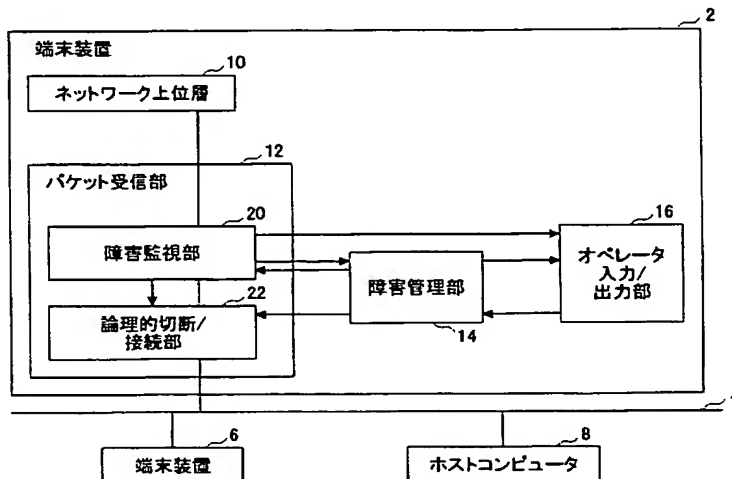 2
端末装置
10
ネットワーク上位層
12
パケット受信部
20
障害監視部
22
論理的切断/
接続部
障害管理部
14
16
オペレータ
入力/
出力部
6
端末装置
8
ホストコンピュータ